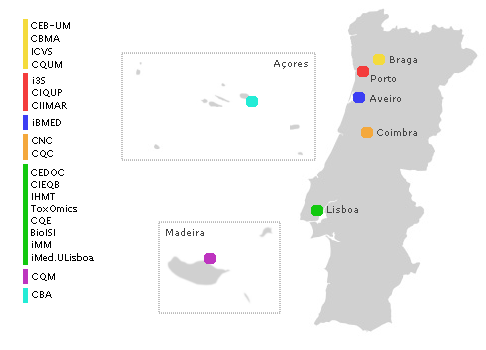 CEB-UM
CBMA
ICVS
CQUM
i3S
CIQUP
CIIMAR
iBMED
CNC
CQC
CEDOC
CIEQB
IHMT
ToxOmics
CQE
BioISI
iMM
iMed.ULisboa
CQM
CBA
Açores
Madeira
Braga
Porto
Aveiro
Coimbra
Lisboa